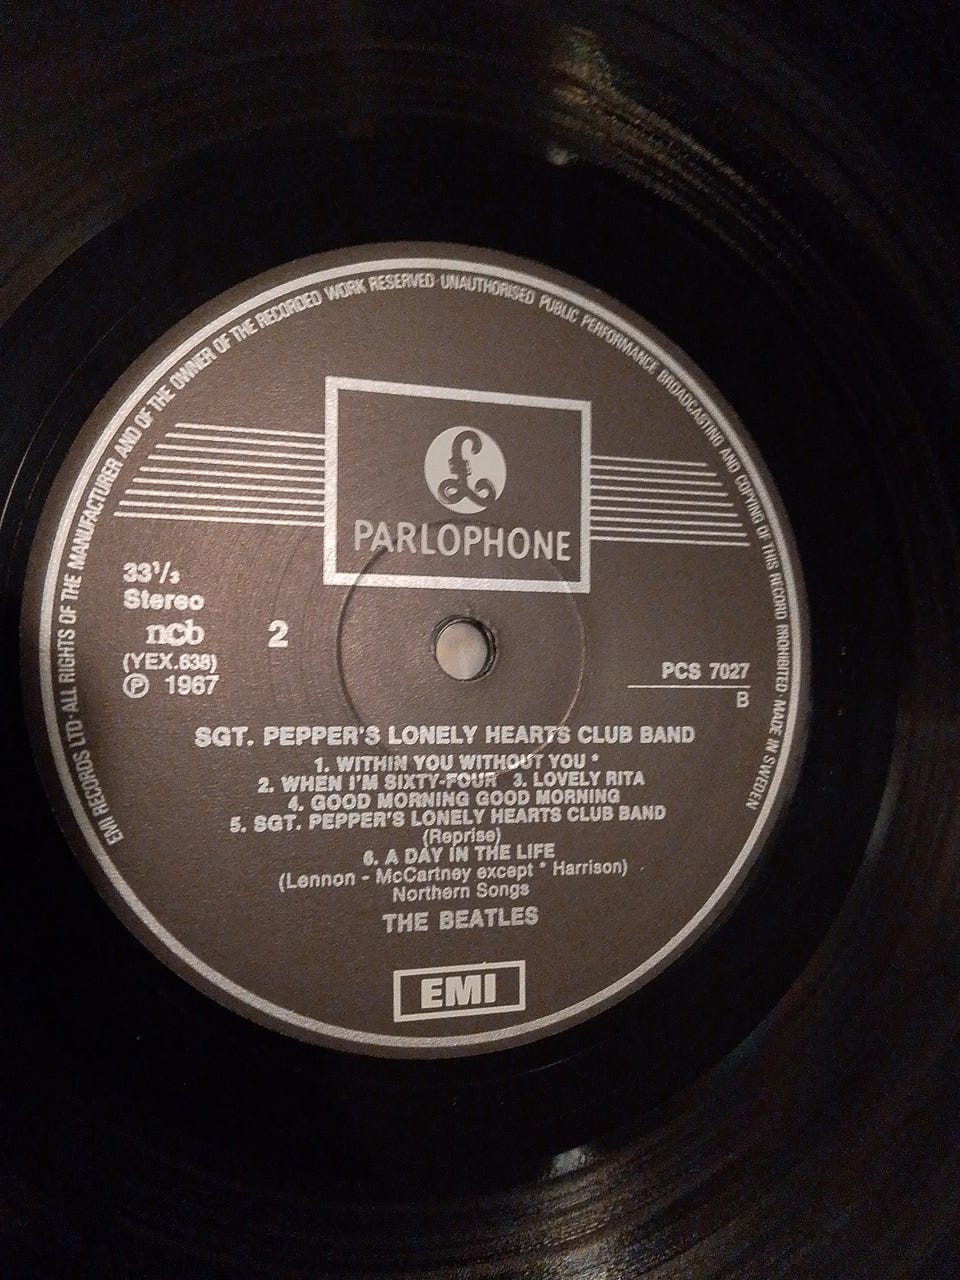 EMI RECORDS LTD·ALL RIGHTS OF THE MANUFACTURER AND OF THE OWNER OF THE RECORDED WORK RESERVED·UNAUTHORISED PUBLIC PERFORMANCE BROADCASTING AND COPYING OF THIS RECORD PROHIBITED·MADE IN SWEDEN
£
PARLOPHONE
33¹/₃
Stereo
ncb
2
(YEX.638)
Ⓟ 1967
PCS 7027
B
SGT. PEPPER'S LONELY HEARTS CLUB BAND
1. WITHIN YOU WITHOUT YOU *
2. WHEN I'M SIXTY-FOUR 3. LOVELY RITA
4. GOOD MORNING GOOD MORNING
5. SGT. PEPPER'S LONELY HEARTS CLUB BAND
(Reprise)
6. A DAY IN THE LIFE
(Lennon - McCartney except * Harrison)
Northern Songs
THE BEATLES
EMI